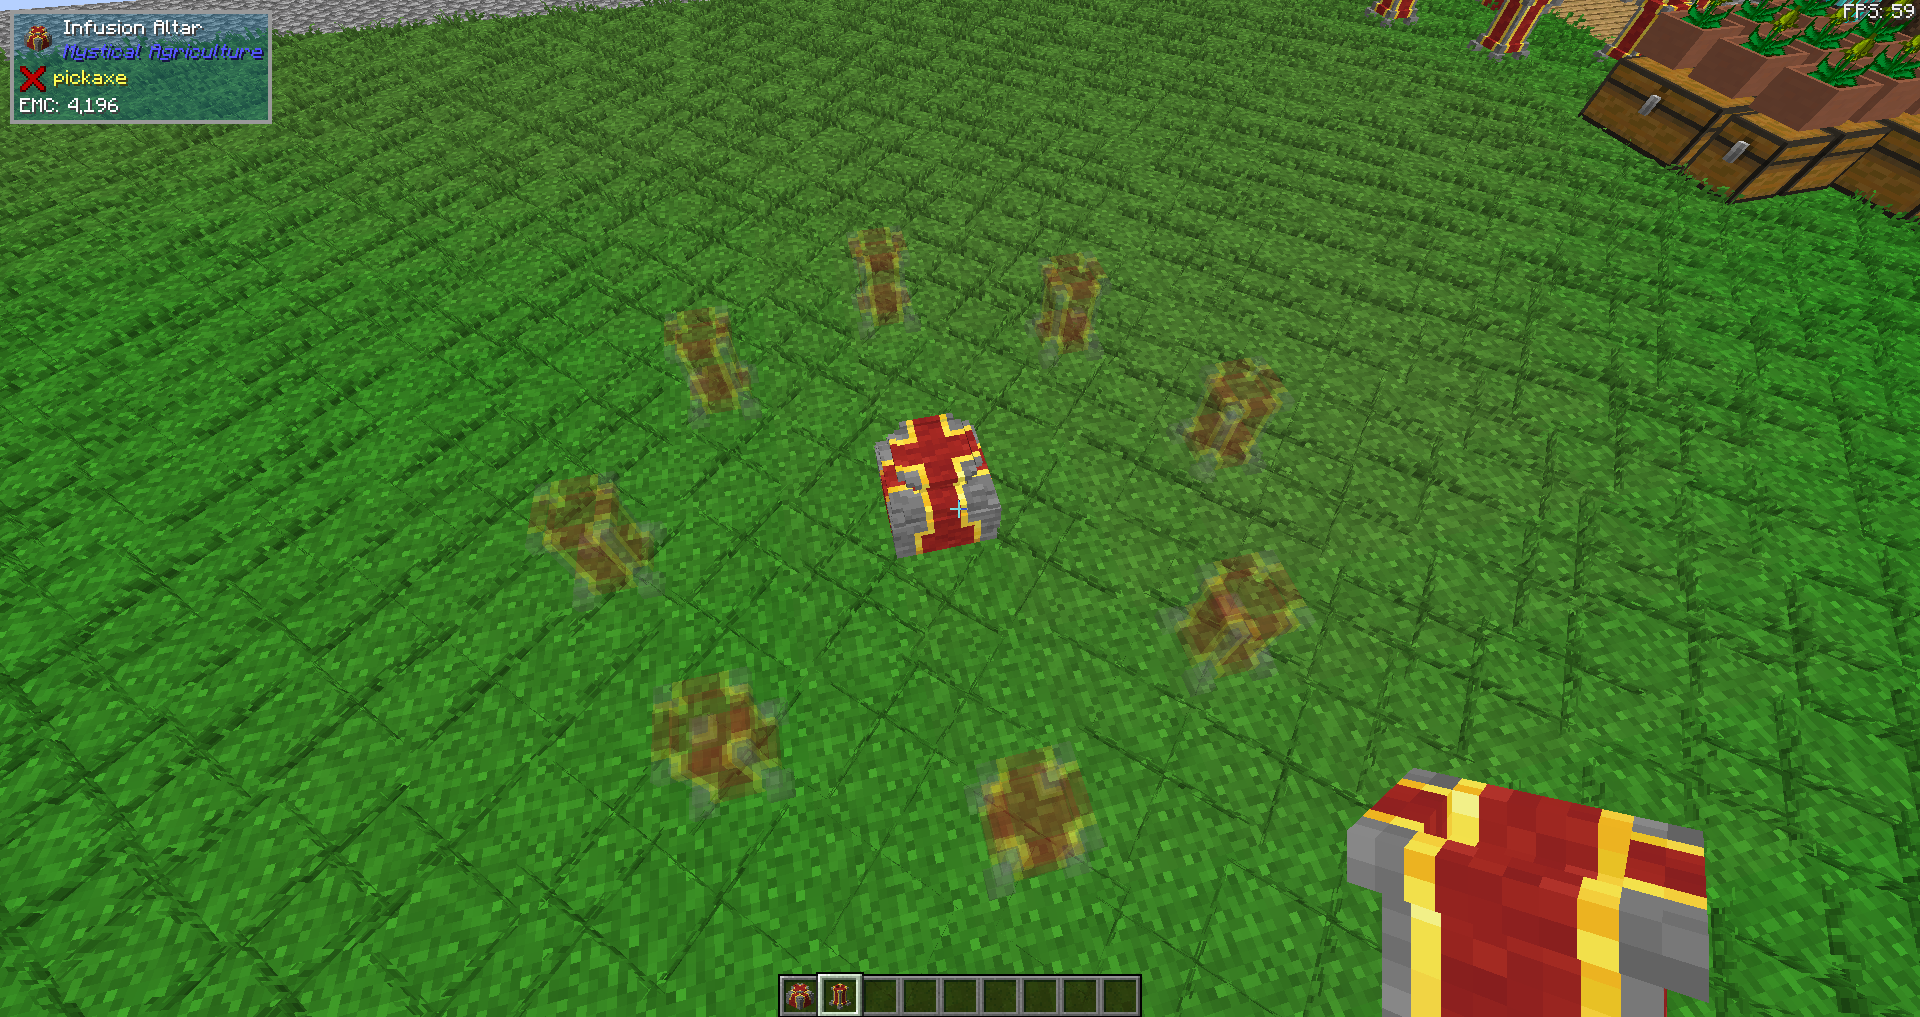 Infusion Altar
Mystical Agriculture
pickaxe
EMC: 4,196
FPS: 59